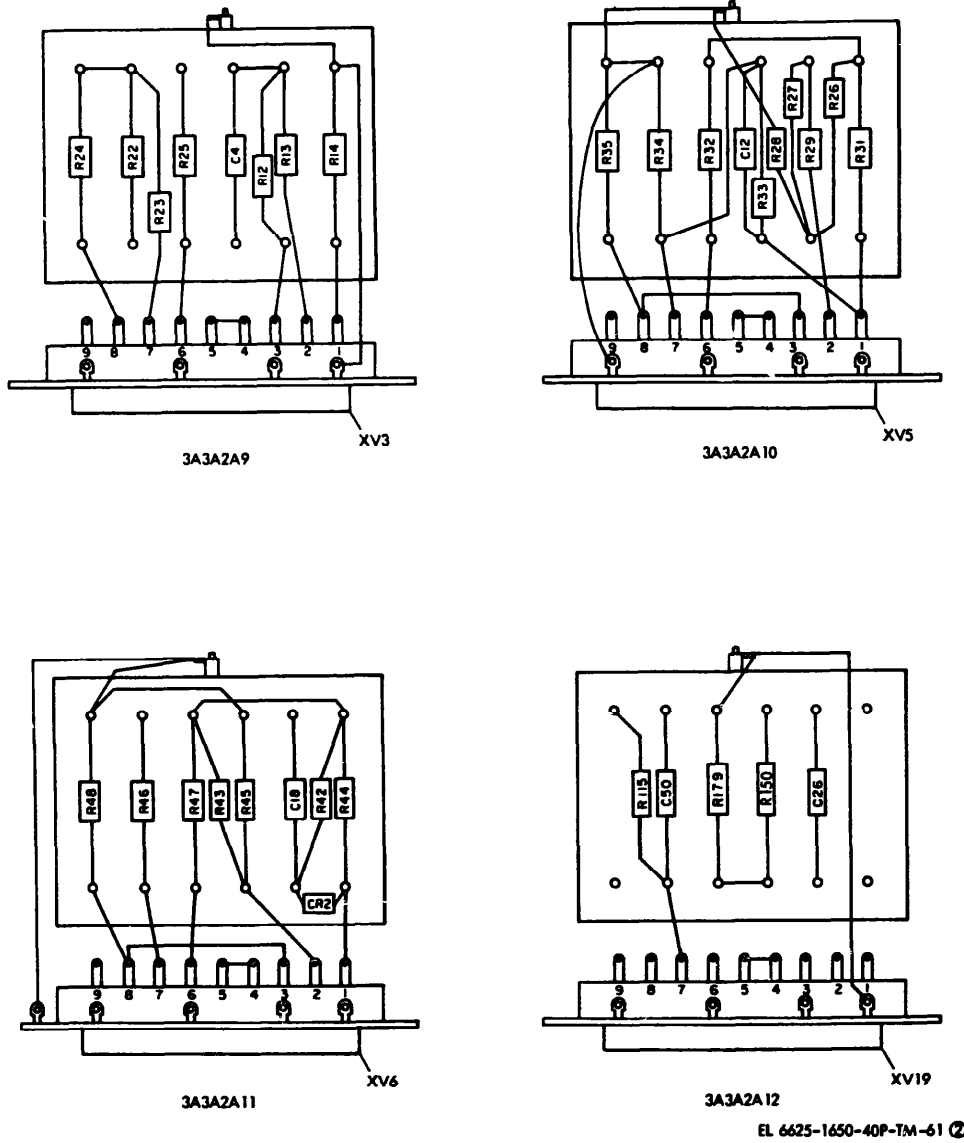 R24
R22
R23
R25
C4
R12
R13
R14
9 8 7 6 5 4 3 2 1
XV3
3A3A2A9
R35
R34
R32
C12
R33
R28
R27
R29
R26
R31
9 8 7 6 5 4 3 2 1
XV5
3A3A2A10
R48
R46
R47
R43
R45
C18
R42
R44
CR2
9 8 7 6 5 4 3 2 1
XV6
3A3A2A11
R115
C50
R179
R150
C26
9 8 7 6 5 4 3 2 1
XV19
3A3A2A12
EL 6625-1650-40P-TM-61 ②